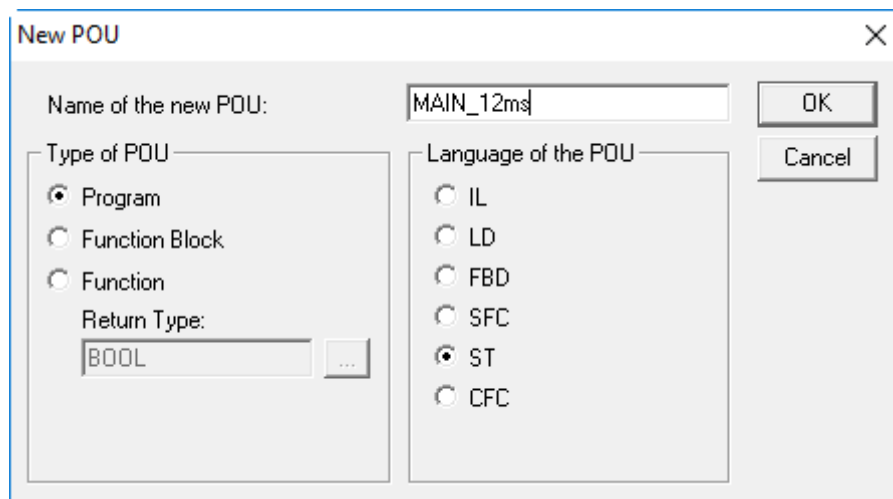 New POU
Name of the new POU:
MAIN_12ms
OK
Cancel
Type of POU
Program
Function Block
Function
Return Type:
BOOL
...
Language of the POU
IL
LD
FBD
SFC
ST
CFC